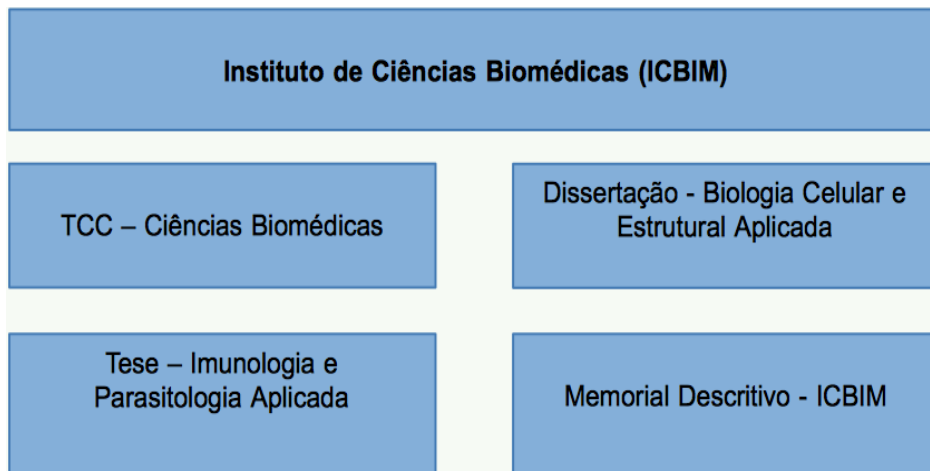 Instituto de Ciências Biomédicas (ICBIM)
TCC – Ciências Biomédicas
Dissertação - Biologia Celular e
Estrutural Aplicada
Tese – Imunologia e
Parasitologia Aplicada
Memorial Descritivo - ICBIM